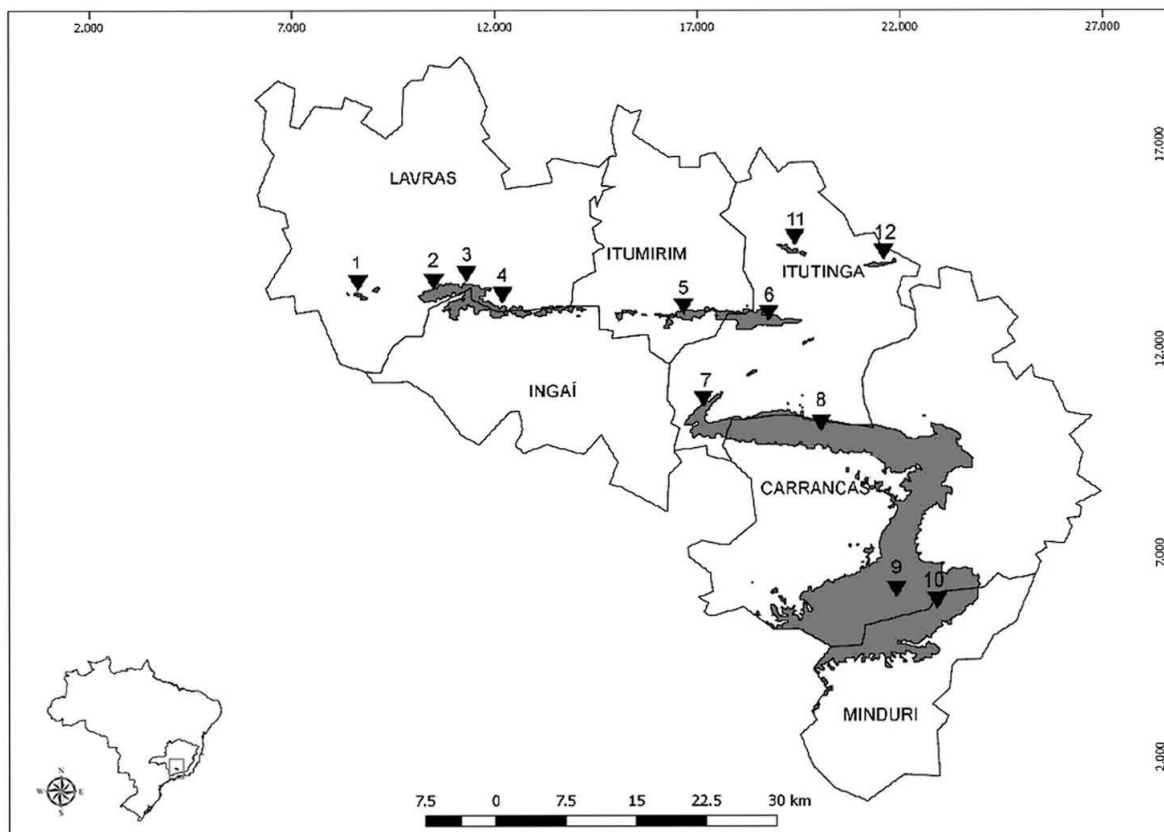 2.000 7.000 12.000 17.000 22.000 27.000
17.000
LAVRAS
11
12
ITUMIRIM
ITUTINGA
1 2 3 4
5 6
12.000
INGAÍ
7 8
CARRANCAS
7.000
9 10
MINDURI
2.000
N
W E
S
7.5 0 7.5 15 22.5 30 km